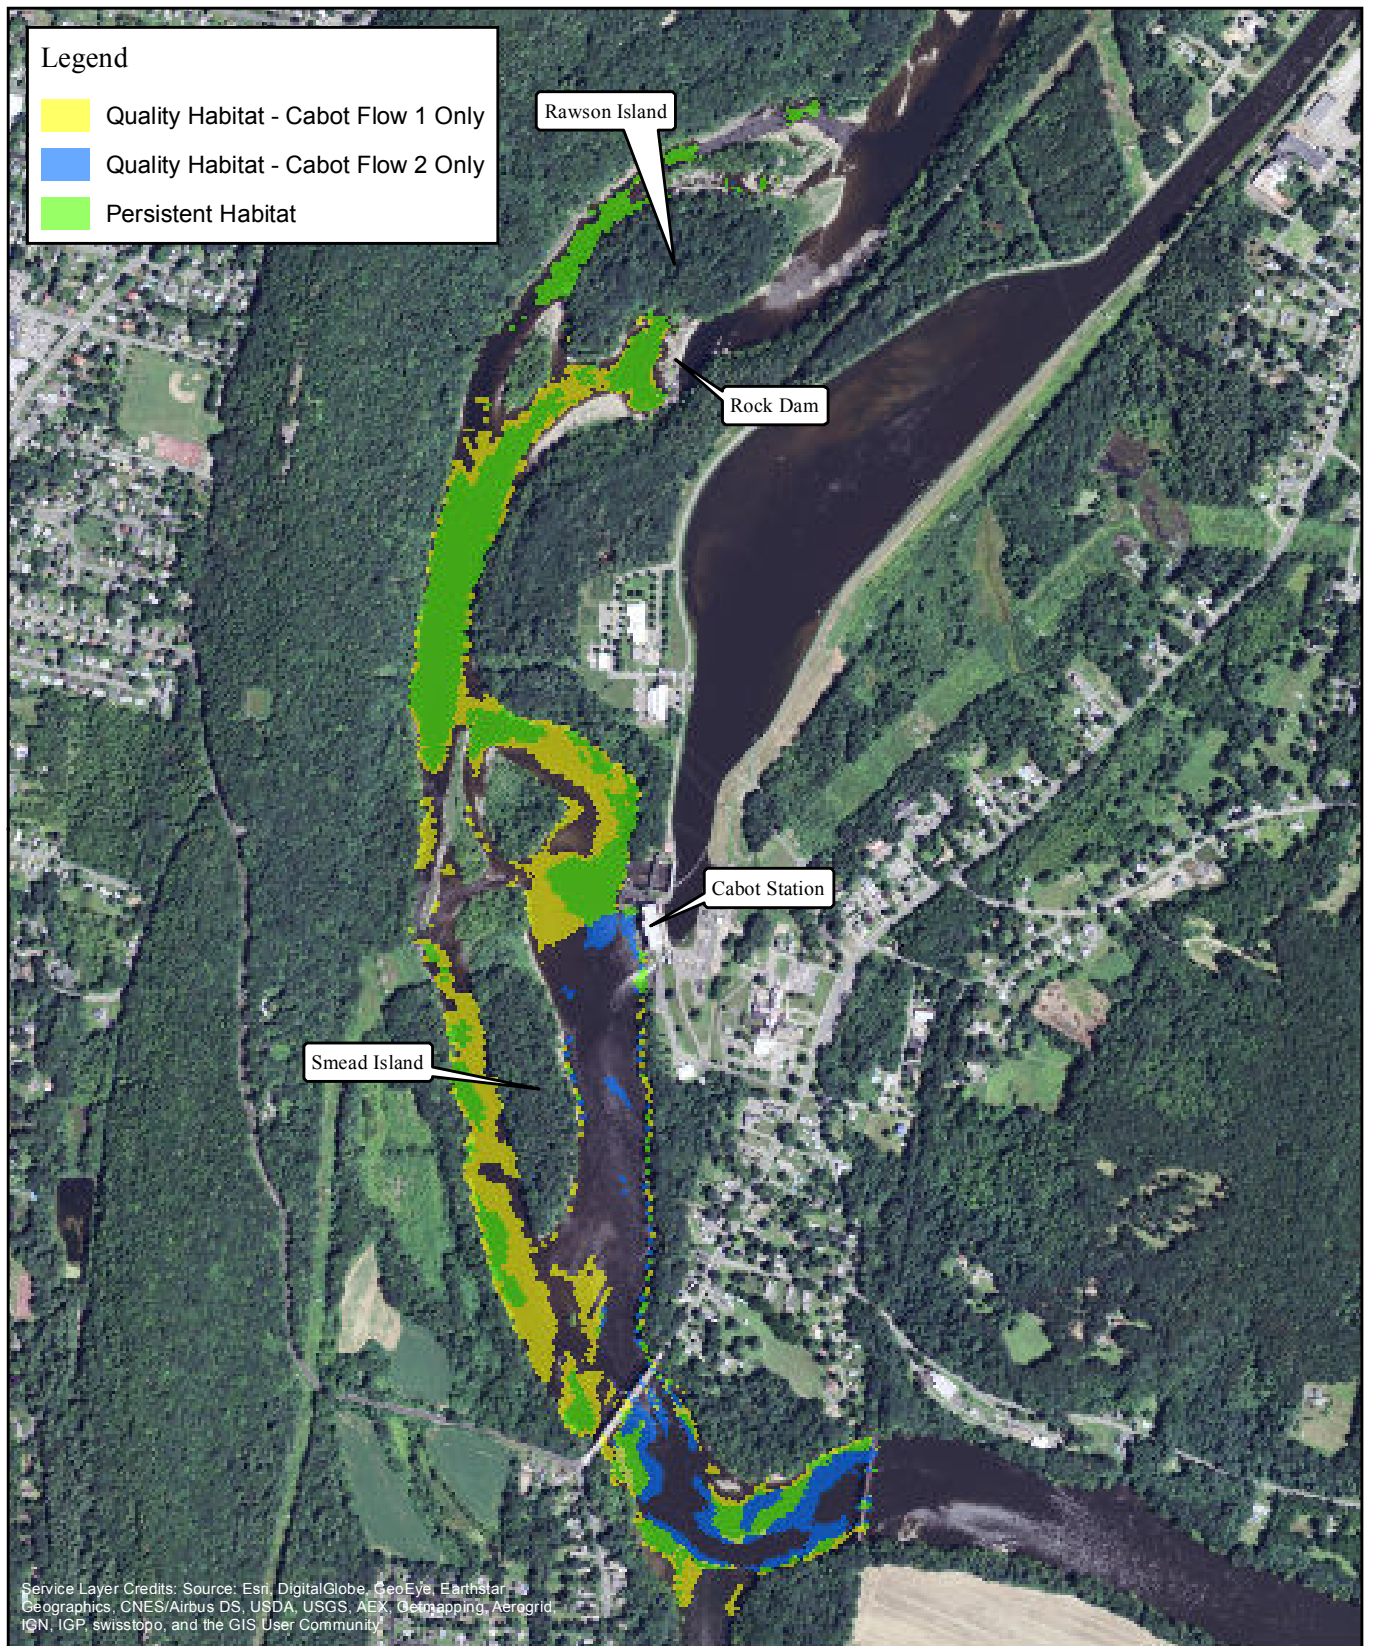 Legend
Quality Habitat - Cabot Flow 1 Only
Quality Habitat - Cabot Flow 2 Only
Persistent Habitat
Rawson Island
Rock Dam
Cabot Station
Smead Island
Service Layer Credits: Source: Esri, DigitalGlobe, GeoEye, Earthstar
Geographics, CNES/Airbus DS, USDA, USGS, AEX, Getmapping, Aerogrid,
IGN, IGP, swisstopo, and the GIS User Community